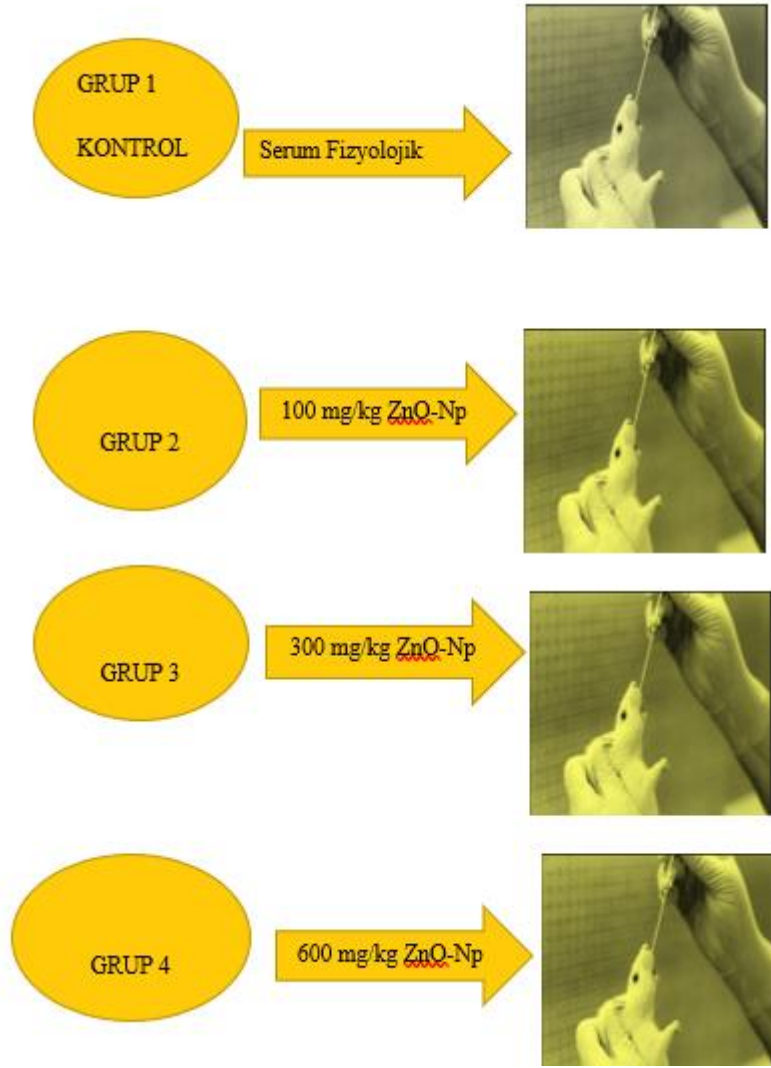 GRUP 1
KONTROL
Serum Fizyolojik
GRUP 2
100 mg/kg ZnO-Np
GRUP 3
300 mg/kg ZnO-Np
GRUP 4
600 mg/kg ZnO-Np